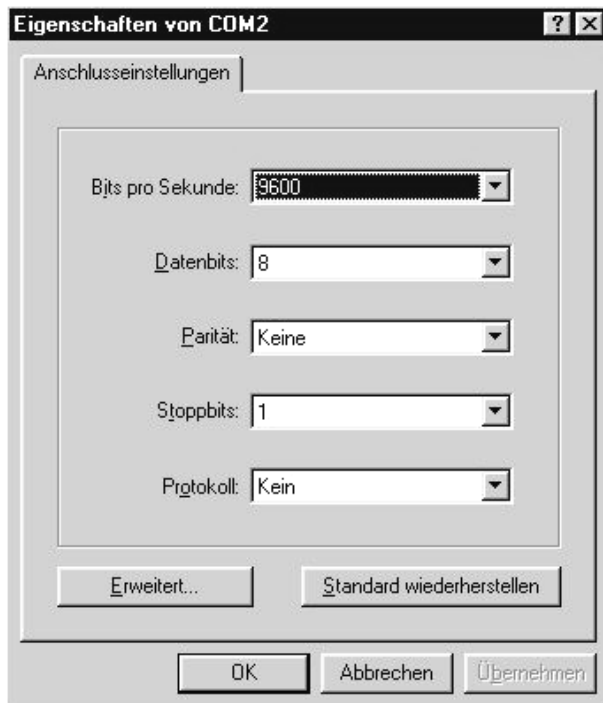 Eigenschaften von COM2
Anschlusseinstellungen
Bits pro Sekunde: 9600
Datenbits: 8
Parität: Keine
Stoppbits: 1
Protokoll: Kein
Erweitert... Standard wiederherstellen
OK Abbrechen Übernehmen